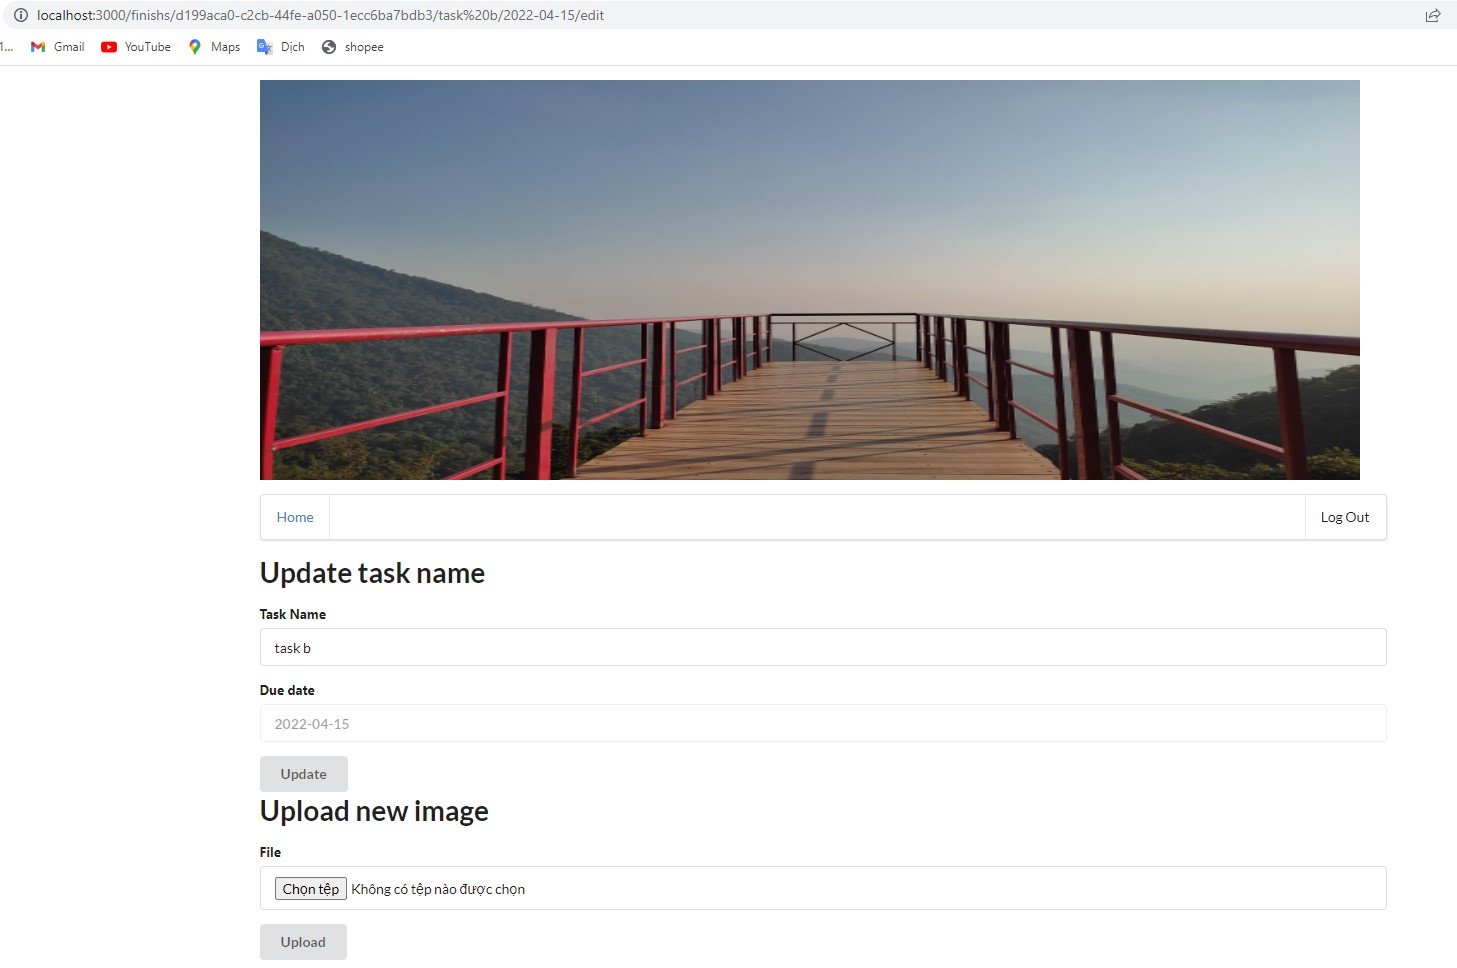 localhost:3000/finishs/d199aca0-c2cb-44fe-a050-1ecc6ba7bdb3/task%20b/2022-04-15/edit
1... Gmail YouTube Maps Dịch shopee
Home Log Out
Update task name
Task Name
task b
Due date
2022-04-15
Update
Upload new image
File
Chọn tệp Không có tệp nào được chọn
Upload